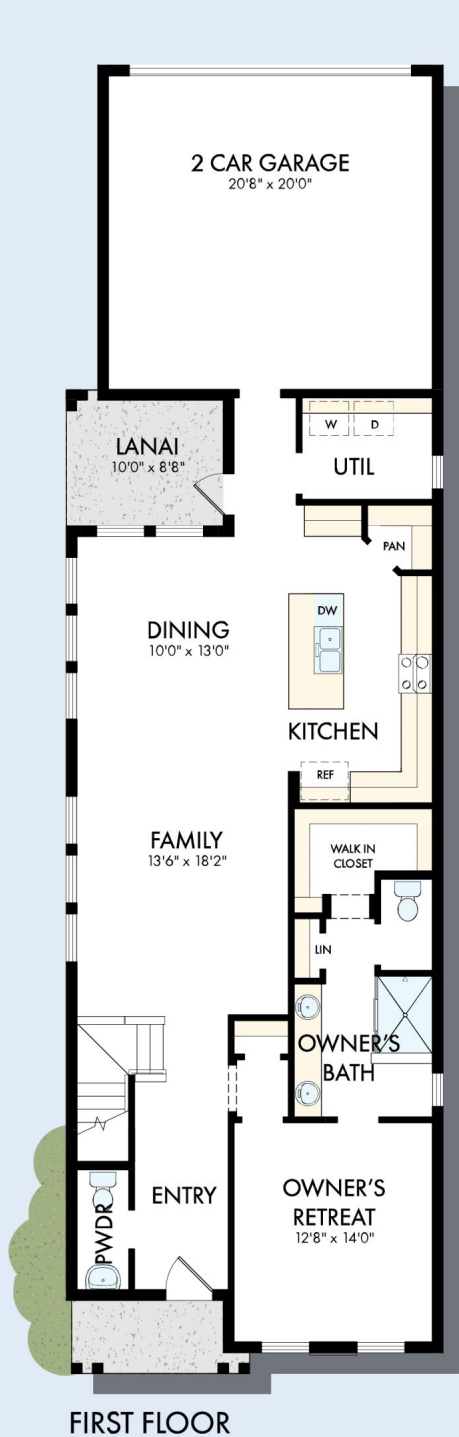 2 CAR GARAGE
20'8" x 20'0"
LANAI
10'0" x 8'8"
W
D
UTIL
PAN
DINING
10'0" x 13'0"
DW
KITCHEN
REF
FAMILY
13'6" x 18'2"
WALK IN
CLOSET
LIN
OWNER'S
BATH
ENTRY
PWDR
OWNER'S
RETREAT
12'8" x 14'0"
FIRST FLOOR